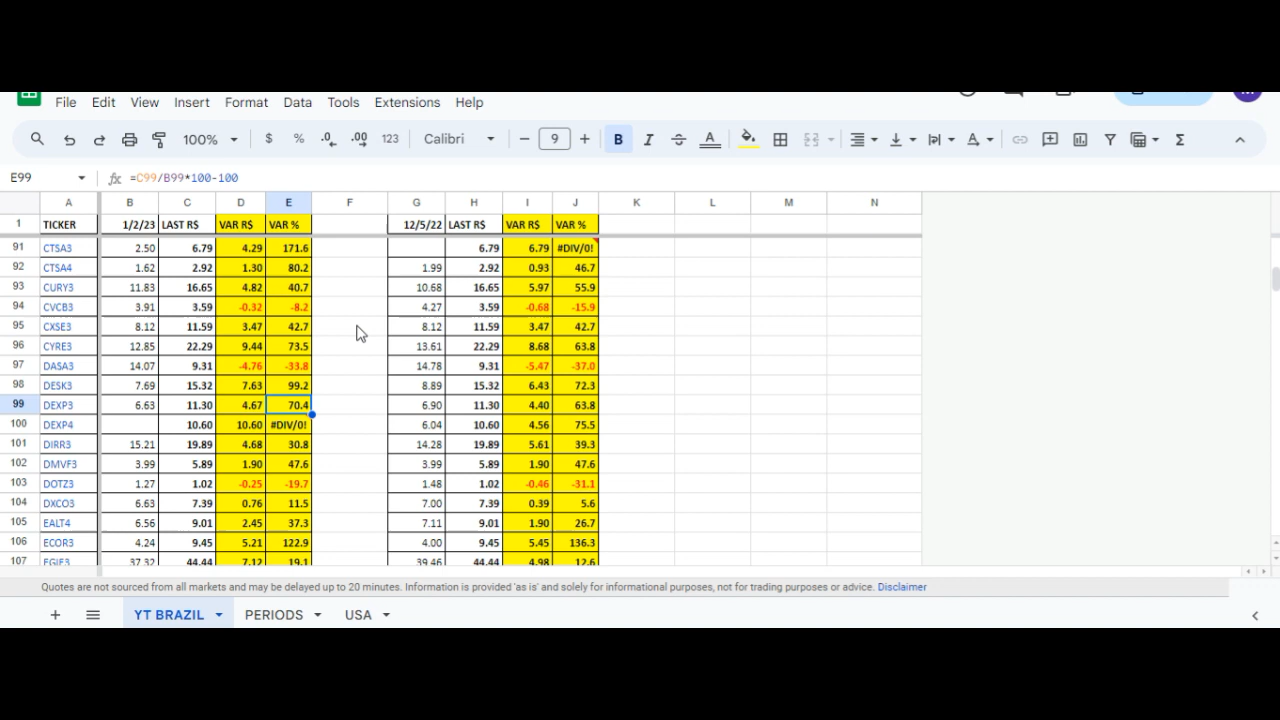 File Edit View Insert Format Data Tools Extensions Help
100% $ % .0 .00 123 Calibri 9 B I A Σ
E99 fx =C99/B99*100-100
A B C D E F G H I J K L M N
1 TICKER 1/2/23 LAST R$ VAR R$ VAR % 12/5/22 LAST R$ VAR R$ VAR %
91 CTSA3 2.50 6.79 4.29 171.6 6.79 6.79 #DIV/0!
92 CTSA4 1.62 2.92 1.30 80.2 1.99 2.92 0.93 46.7
93 CURY3 11.83 16.65 4.82 40.7 10.68 16.65 5.97 55.9
94 CVCB3 3.91 3.59 -0.32 -8.2 4.27 3.59 -0.68 -15.9
95 CXSE3 8.12 11.59 3.47 42.7 8.12 11.59 3.47 42.7
96 CYRE3 12.85 22.29 9.44 73.5 13.61 22.29 8.68 63.8
97 DASA3 14.07 9.31 -4.76 -33.8 14.78 9.31 -5.47 -37.0
98 DESK3 7.69 15.32 7.63 99.2 8.89 15.32 6.43 72.3
99 DEXP3 6.63 11.30 4.67 70.4 6.90 11.30 4.40 63.8
100 DEXP4 10.60 10.60 #DIV/0! 6.04 10.60 4.56 75.5
101 DIRR3 15.21 19.89 4.68 30.8 14.28 19.89 5.61 39.3
102 DMVF3 3.99 5.89 1.90 47.6 3.99 5.89 1.90 47.6
103 DOTZ3 1.27 1.02 -0.25 -19.7 1.48 1.02 -0.46 -31.1
104 DXCO3 6.63 7.39 0.76 11.5 7.00 7.39 0.39 5.6
105 EALT4 6.56 9.01 2.45 37.3 7.11 9.01 1.90 26.7
106 ECOR3 4.24 9.45 5.21 122.9 4.00 9.45 5.45 136.3
107 EGIE3 37.32 44.44 7.12 19.1 39.46 44.44 4.98 12.6
Quotes are not sourced from all markets and may be delayed up to 20 minutes. Information is provided 'as is' and solely for informational purposes, not for trading purposes or advice. Disclaimer
YT BRAZIL PERIODS USA